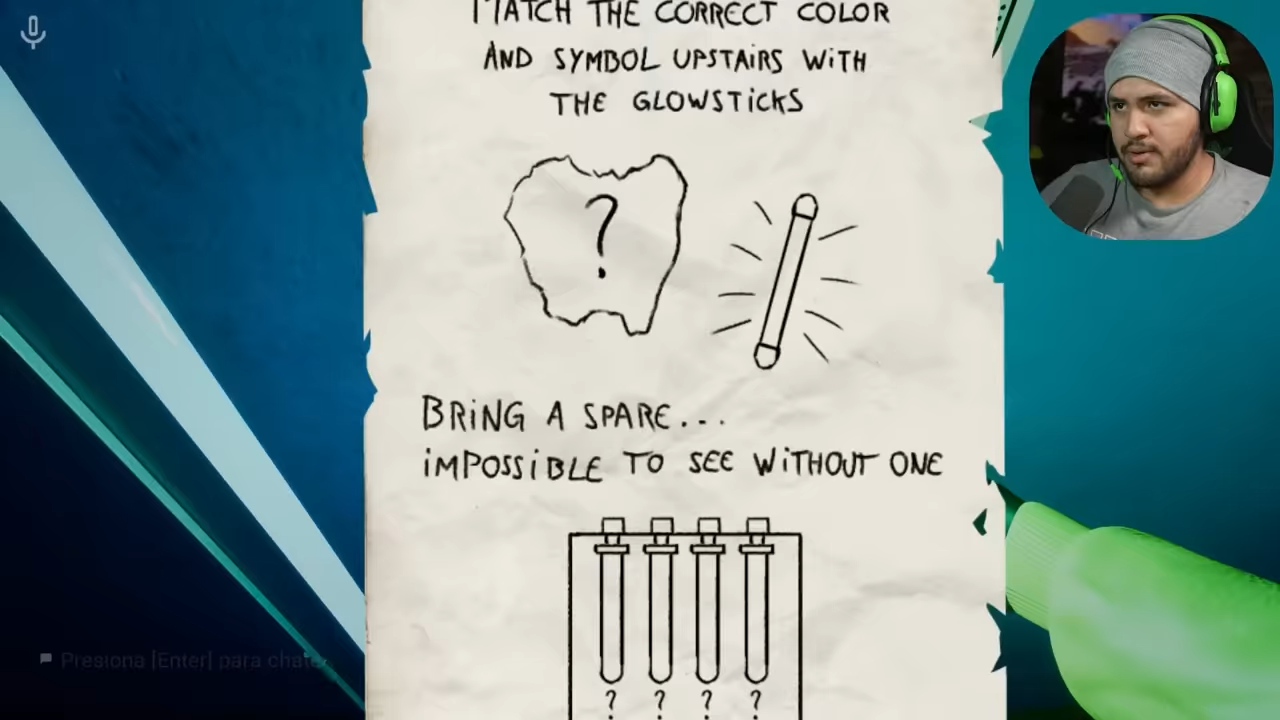 MATCH THE CORRECT COLOR
AND SYMBOL UPSTAIRS WITH
THE GLOWSTICKS
?
BRING A SPARE...
IMPOSSIBLE TO SEE WITHOUT ONE
? ? ? ?
Presiona [Enter] para chatear